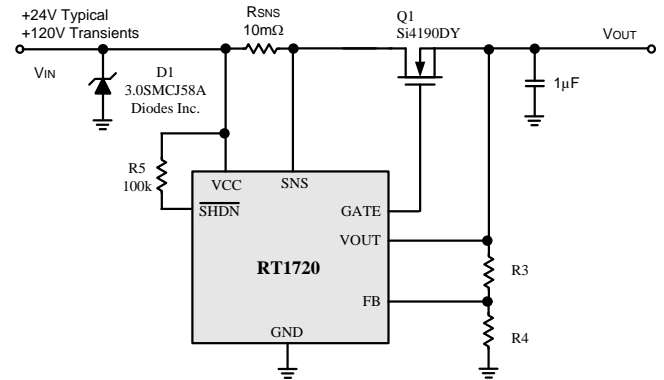 +24V Typical
+120V Transients
RSNS
10mΩ
Q1
Si4190DY
VOUT
VIN
D1
3.0SMCJ58A
Diodes Inc.
1μF
R5
100k
VCC
SNS
SHDN
GATE
VOUT
RT1720
R3
FB
GND
R4